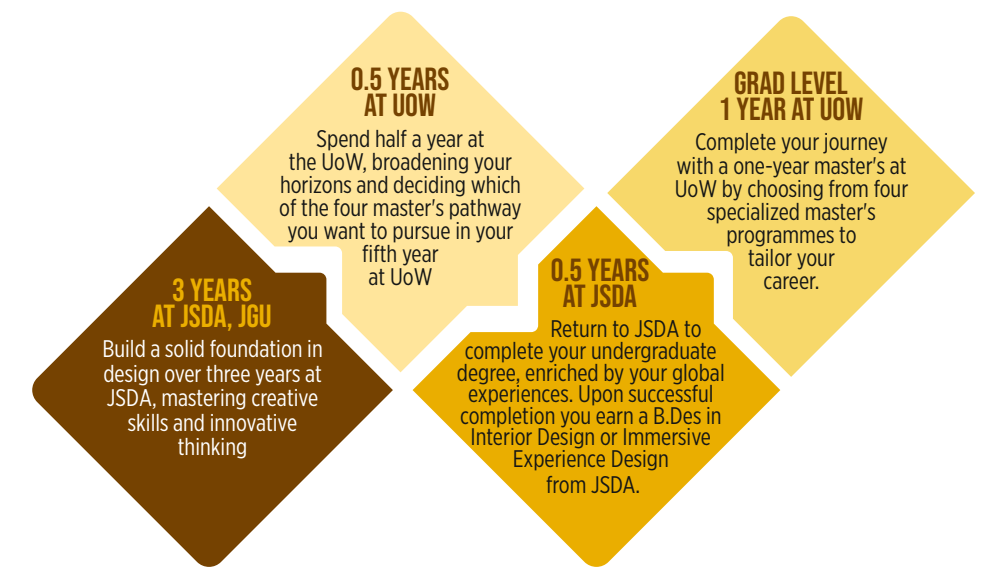 3 YEARS
AT JSDA, JGU
Build a solid foundation in
design over three years at
JSDA, mastering creative
skills and innovative
thinking
0.5 YEARS
AT UOW
Spend half a year at
the UoW, broadening your
horizons and deciding which
of the four master's pathway
you want to pursue in your
fifth year
at UoW
0.5 YEARS
AT JSDA
Return to JSDA to
complete your undergraduate
degree, enriched by your global
experiences. Upon successful
completion you earn a B.Des in
Interior Design or Immersive
Experience Design
from JSDA.
GRAD LEVEL
1 YEAR AT UOW
Complete your journey
with a one-year master's at
UoW by choosing from four
specialized master's
programmes to
tailor your
career.